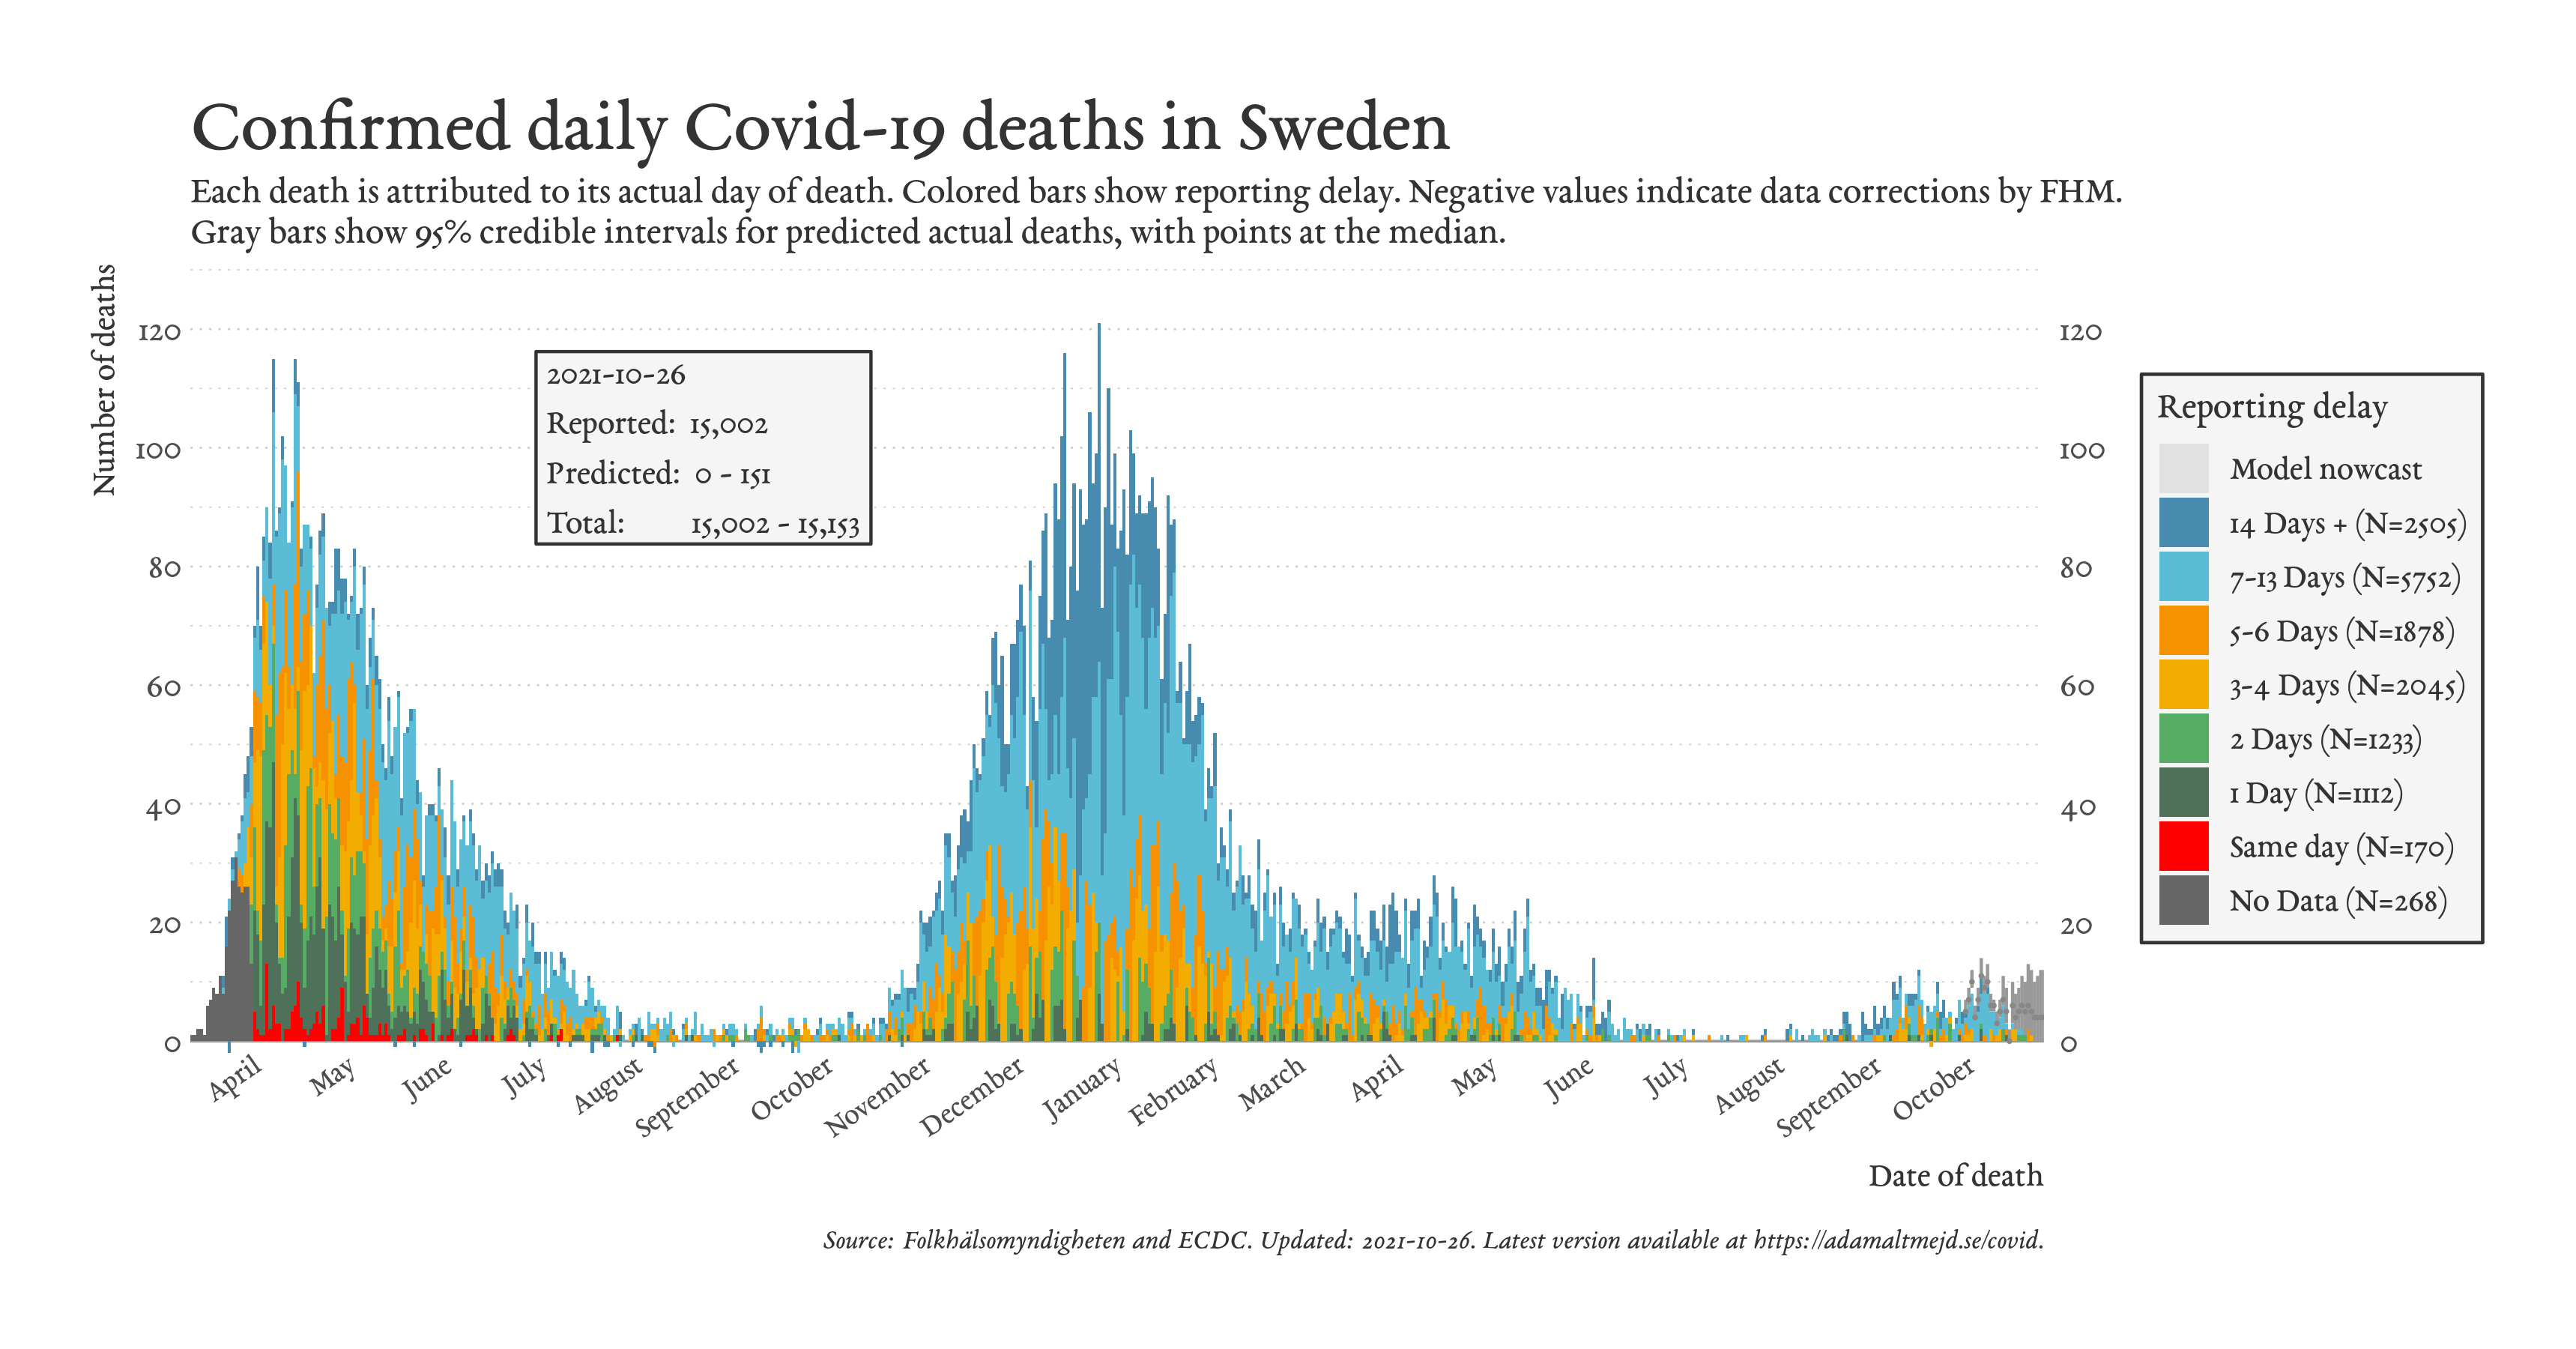 Confirmed daily Covid-19 deaths in Sweden
Each death is attributed to its actual day of death. Colored bars show reporting delay. Negative values indicate data corrections by FHM.
Gray bars show 95% credible intervals for predicted actual deaths, with points at the median.
Number of deaths
120
100
80
60
40
20
0
2021-10-26
Reported: 15,002
Predicted: 0 - 151
Total: 15,002 - 15,153
120
100
80
60
40
20
0
Reporting delay
Model nowcast
14 Days + (N=2505)
7-13 Days (N=5752)
5-6 Days (N=1878)
3-4 Days (N=2045)
2 Days (N=1233)
1 Day (N=1112)
Same day (N=170)
No Data (N=268)
April May June July August September October November December January February March April May June July August September October
Date of death
Source: Folkhälsomyndigheten and ECDC. Updated: 2021-10-26. Latest version available at https://adamaltmejd.se/covid.